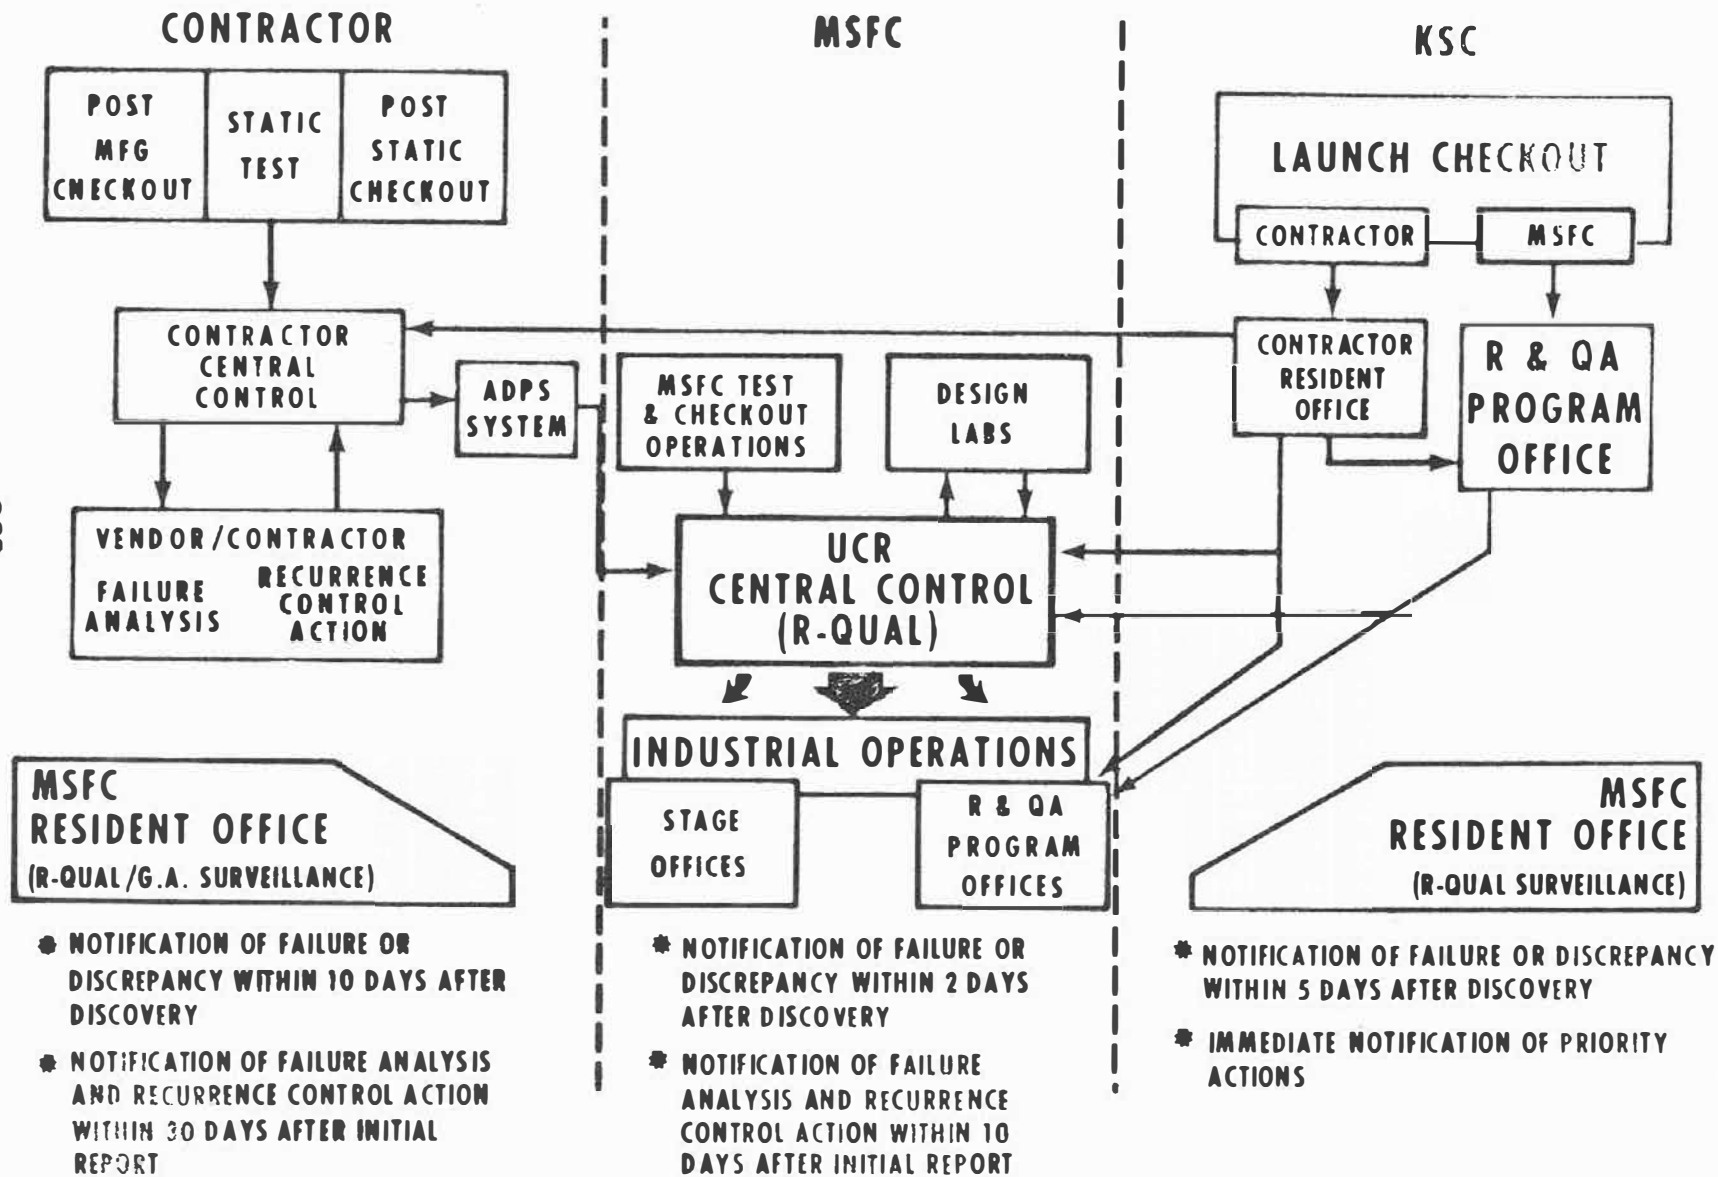 CONTRACTOR
POST
MFG
CNECKOUT
STATIC
TEST
POST
STATIC
CHECKOUT
CONTRACTOR
CENTRAL
CONTROL
ADPS
SYSTEM
VENDOR/CONTRACTOR
FAILURE
ANALYSIS
RECURRENCE
CONTROL
ACTION
MSFC
RESIDENT OFFICE
(R-QUAL/G.A. SURVEILLANCE)
* NOTIFICATION OF FAILURE OR
DISCREPANCY WITHIN 10 DAYS AFTER
DISCOVERY
* NOTIFICATION OF FAILURE ANALYSIS
AND RECURRENCE CONTROL ACTION
WITHIN 30 DAYS AFTER INITIAL
REPORT
MSFC
MSFC TEST
& CHECKOUT
OPERATIONS
DESIGN
LABS
UCR
CENTRAL CONTROL
(R-QUAL)
INDUSTRIAL OPERATIONS
STAGE
OFFICES
R & QA
PROGRAM
OFFICES
* NOTIFICATION OF FAILURE OR
DISCREPANCY WITHIN 2 DAYS
AFTER DISCOVERY
* NOTIFICATION OF FAILURE
ANALYSIS AND RECURRENCE
CONTROL ACTION WITHIN 10
DAYS AFTER INITIAL REPORT
KSC
LAUNCH CHECKOUT
CONTRACTOR
MSFC
CONTRACTOR
RESIDENT
OFFICE
R & QA
PROGRAM
OFFICE
MSFC
RESIDENT OFFICE
(R-QUAL SURVEILLANCE)
* NOTIFICATION OF FAILURE OR DISCREPANCY
WITHIN 5 DAYS AFTER DISCOVERY
* IMMEDIATE NOTIFICATION OF PRIORITY
ACTIONS